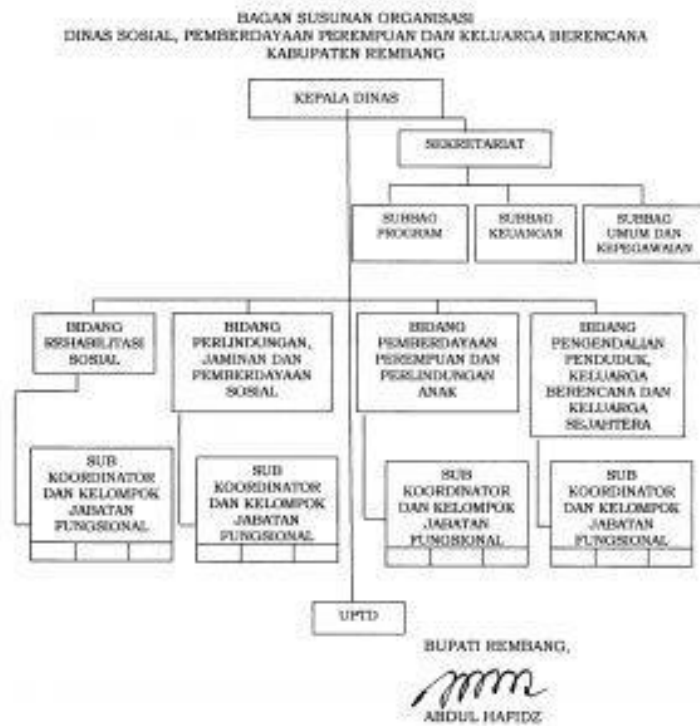 BAGAN SUSUNAN ORGANISASI
DINAS SOSIAL, PEMBERDAYAAN PEREMPUAN DAN KELUARGA BERENCANA
KABUPATEN REMBANG
KEPALA DINAS
SEKRETARIAT
SUBBAG
PROGRAM
SUBBAG
KEUANGAN
SUBBAG
UMUM DAN
KEPEGAWAIAN
BIDANG
REHABILITASI
SOSIAL
BIDANG
PERLINDUNGAN,
JAMINAN DAN
PEMBERDAYAAN
SOSIAL
BIDANG
PEMBERDAYAAN
PEREMPUAN DAN
PERLINDUNGAN
ANAK
BIDANG
PENGENDALIAN
PENDUDUK,
KELUARGA
BERENCANA DAN
KELUARGA
SEJAHTERA
SUB
KOORDINATOR
DAN KELOMPOK
JABATAN
FUNGSIONAL
SUB
KOORDINATOR
DAN KELOMPOK
JABATAN
FUNGSIONAL
SUB
KOORDINATOR
DAN KELOMPOK
JABATAN
FUNGSIONAL
SUB
KOORDINATOR
DAN KELOMPOK
JABATAN
FUNGSIONAL
UPTD
BUPATI REMBANG,
ABDUL HAFIDZ